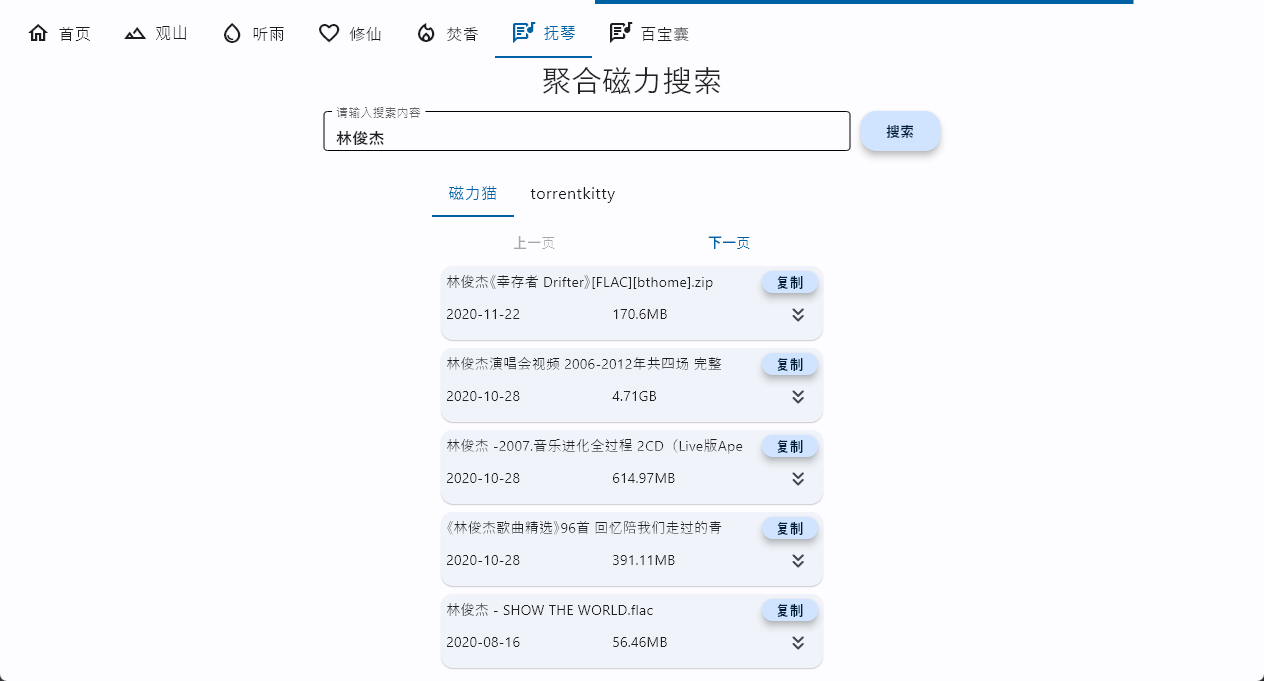 首页 观山 听雨 修仙 焚香 抚琴 百宝囊
聚合磁力搜索
请输入搜索内容
林俊杰
搜索
磁力猫 torrentkitty
上一页 下一页
林俊杰《幸存者 Drifter》[FLAC][bthome].zip 复制
2020-11-22 170.6MB
林俊杰演唱会视频 2006-2012年共四场 完整 复制
2020-10-28 4.71GB
林俊杰 -2007.音乐进化全过程 2CD（Live版Ape 复制
2020-10-28 614.97MB
《林俊杰歌曲精选》96首 回忆陪我们走过的青 复制
2020-10-28 391.11MB
林俊杰 - SHOW THE WORLD.flac 复制
2020-08-16 56.46MB